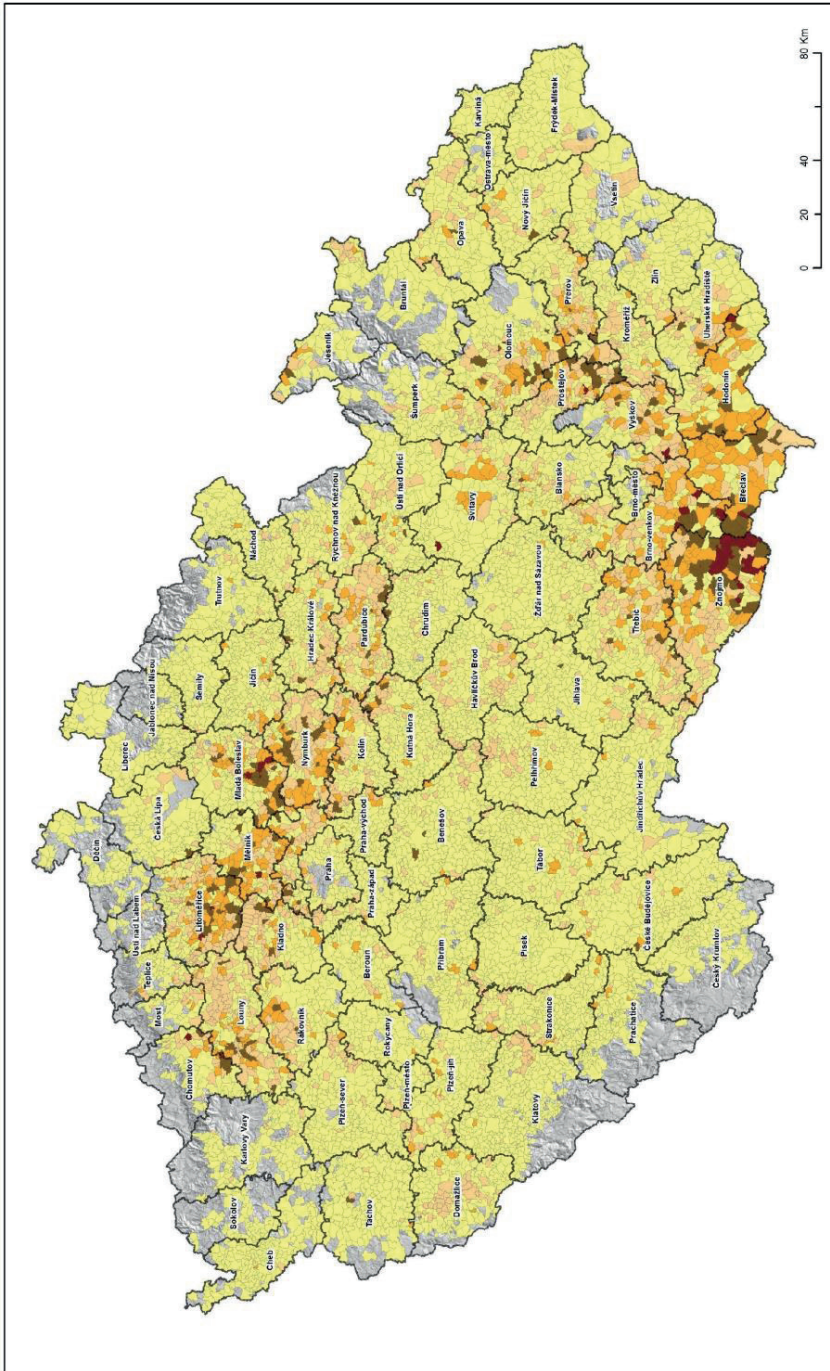 Děčín
Liberec
Jablonec nad Nisou
Ústí nad Labem
Česká Lípa
Teplice
Most
Chomutov
Litoměřice
Semily
Trutnov
Mladá Boleslav
Jičín
Náchod
Louny
Mělník
Karlovy Vary
Sokolov
Cheb
Kladno
Rakovník
Praha
Praha-východ
Praha-západ
Nymburk
Hradec Králové
Rychnov nad Kněžnou
Kolín
Pardubice
Jeseník
Bruntál
Šumperk
Ústí nad Orlicí
Beroun
Rokycany
Plzeň-sever
Plzeň-město
Tachov
Kutná Hora
Chrudim
Svitavy
Opava
Karviná
Ostrava-město
Olomouc
Nový Jičín
Frýdek-Místek
Benešov
Příbram
Plzeň-jih
Domažlice
Havlíčkův Brod
Žďár nad Sázavou
Blansko
Prostějov
Přerov
Vsetín
Tábor
Pelhřimov
Písek
Strakonice
Klatovy
Jihlava
Třebíč
Brno-město
Brno-venkov
Vyškov
Kroměříž
Zlín
Jindřichův Hradec
České Budějovice
Prachatice
Český Krumlov
Uherské Hradiště
Hodonín
Břeclav
Znojmo
0 20 40 80 Km